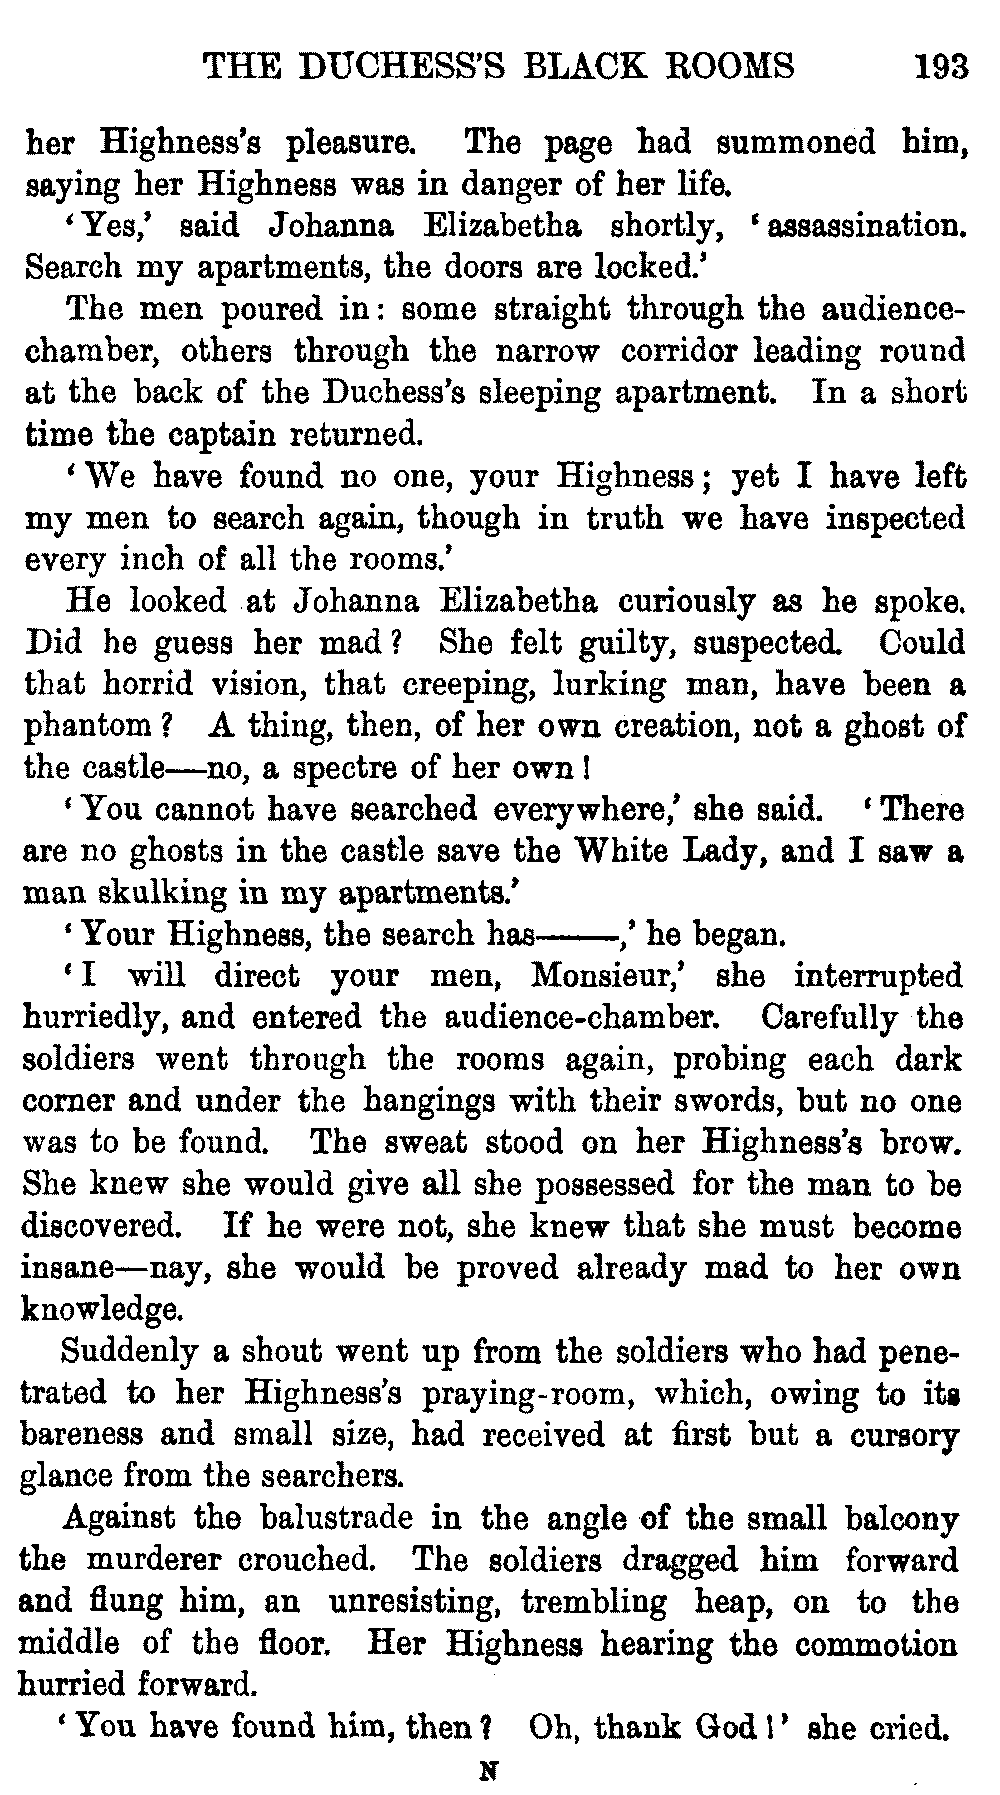 THE DUCHESS'S BLACK ROOMS 193
her Highness's pleasure. The page had summoned him,
saying her Highness was in danger of her life.
‘Yes,’ said Johanna Elizabetha shortly, ‘assassination.
Search my apartments, the doors are locked.’
The men poured in: some straight through the audience-
chamber, others through the narrow corridor leading round
at the back of the Duchess's sleeping apartment. In a short
time the captain returned.
‘We have found no one, your Highness; yet I have left
my men to search again, though in truth we have inspected
every inch of all the rooms.’
He looked at Johanna Elizabetha curiously as he spoke.
Did he guess her mad? She felt guilty, suspected. Could
that horrid vision, that creeping, lurking man, have been a
phantom? A thing, then, of her own creation, not a ghost of
the castle—no, a spectre of her own!
‘You cannot have searched everywhere,’ she said. ‘There
are no ghosts in the castle save the White Lady, and I saw a
man skulking in my apartments.’
‘Your Highness, the search has——,’ he began.
‘I will direct your men, Monsieur,’ she interrupted
hurriedly, and entered the audience-chamber. Carefully the
soldiers went through the rooms again, probing each dark
corner and under the hangings with their swords, but no one
was to be found. The sweat stood on her Highness's brow.
She knew she would give all she possessed for the man to be
discovered. If he were not, she knew that she must become
insane—nay, she would be proved already mad to her own
knowledge.
Suddenly a shout went up from the soldiers who had pene-
trated to her Highness's praying-room, which, owing to its
bareness and small size, had received at first but a cursory
glance from the searchers.
Against the balustrade in the angle of the small balcony
the murderer crouched. The soldiers dragged him forward
and flung him, an unresisting, trembling heap, on to the
middle of the floor. Her Highness hearing the commotion
hurried forward.
‘You have found him, then? Oh, thank God!’ she cried.
N